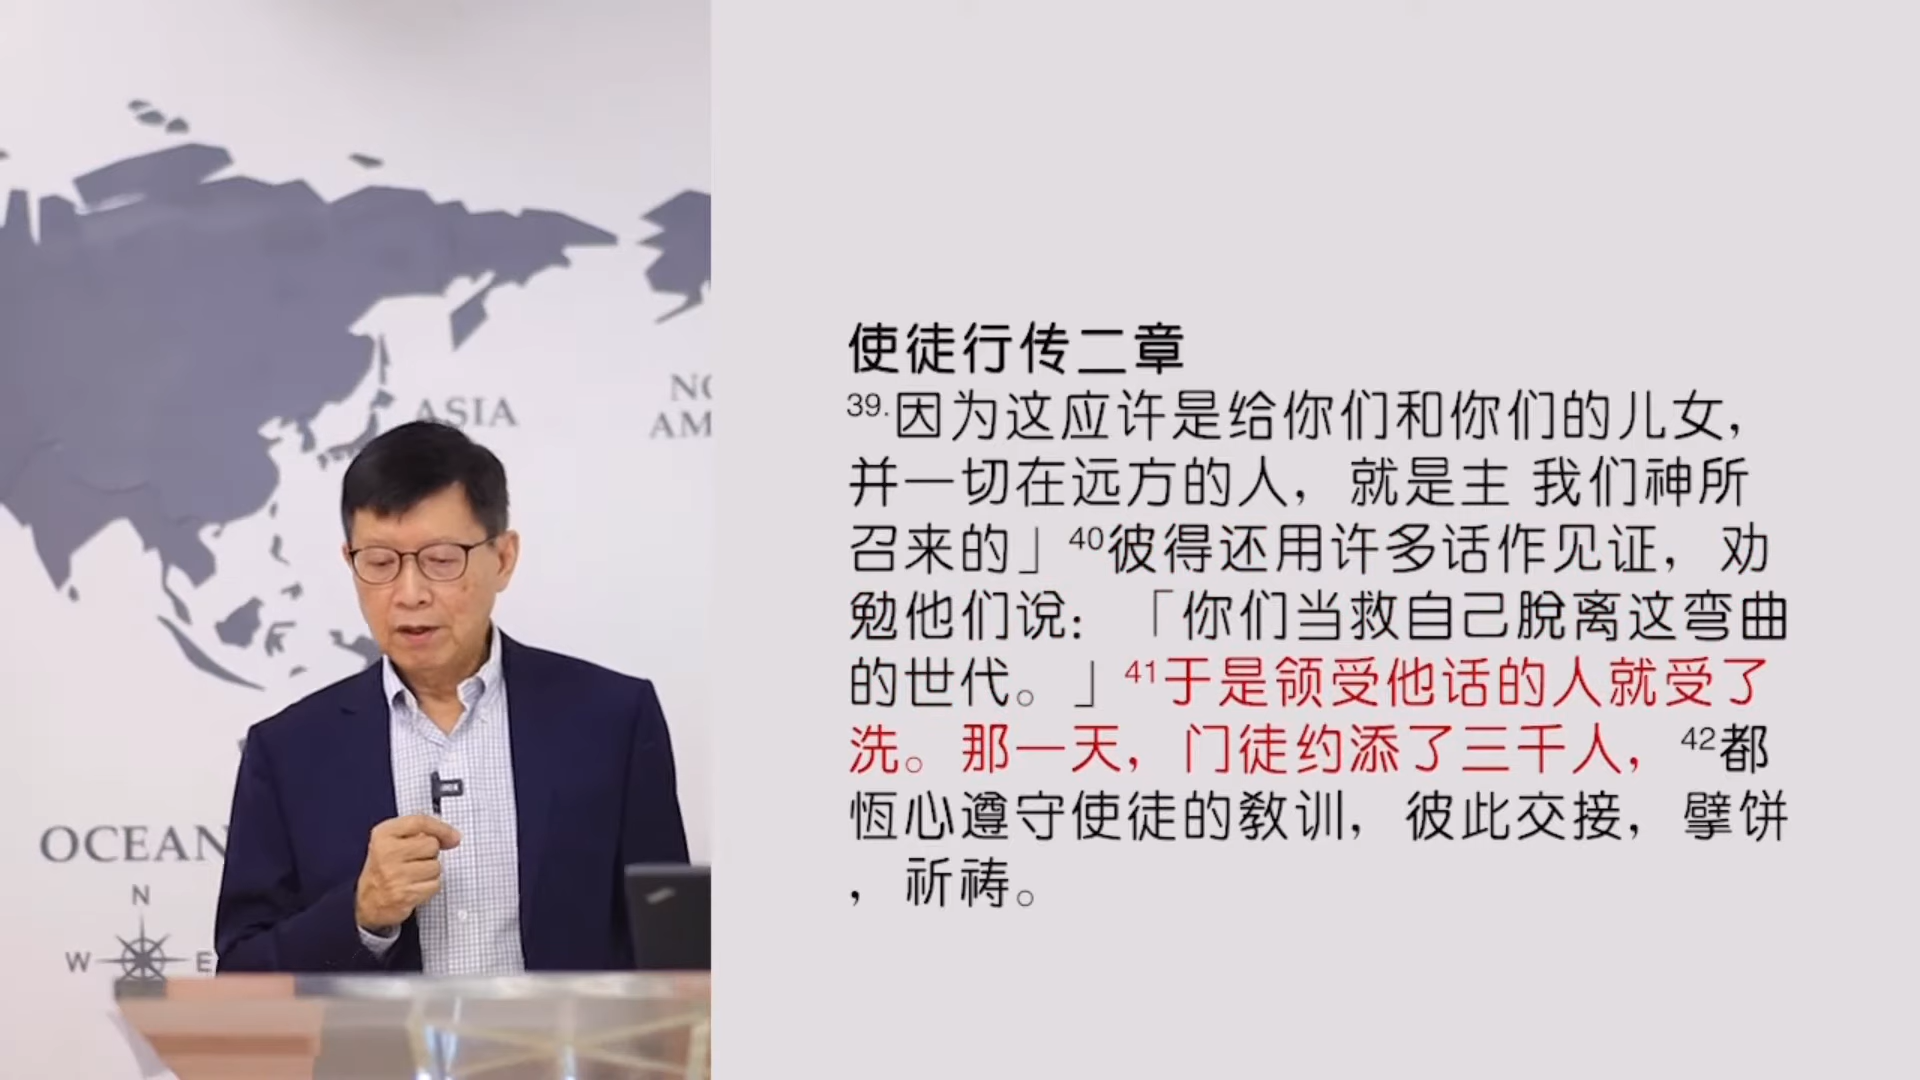 ASIA
NO
AM
OCEAN
N
W
E
使徒行传二章
39.因为这应许是给你们和你们的儿女，
并一切在远方的人，就是主 我们神所
召来的」40彼得还用许多话作见证，劝
勉他们说：「你们当救自己脱离这弯曲
的世代。」41于是领受他话的人就受了
洗。那一天，门徒约添了三千人，42都
恆心遵守使徒的教训，彼此交接，擘饼
，祈祷。